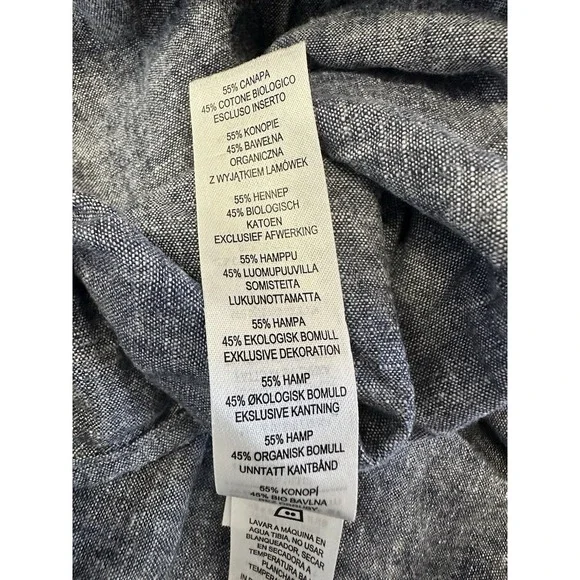 55% CANAPA
45% COTONE BIOLOGICO
ESCLUSO INSERTO
55% KONOPIE
45% BAWEŁNA
ORGANICZNA
Z WYJĄTKIEM LAMÓWEK
55% HENNEP
45% BIOLOGISCH
KATOEN
EXCLUSIEF AFWERKING
55% HAMPPU
45% LUOMUPUUVILLA
SOMISTEITA
LUKUUNOTTAMATTA
55% HAMPA
45% EKOLOGISK BOMULL
EXKLUSIVE DEKORATION
55% HAMP
45% ØKOLOGISK BOMULD
EKSLUSIVE KANTNING
55% HAMP
45% ORGANISK BOMULL
UNNTATT KANTBÅND
55% KONOPÍ
45% BIO BAVLNA
LAVAR A MÁQUINA EN
AGUA TIBIA, NO USAR
BLANQUEADOR, SECAR
EN SECADORA A
TEMPERATURA BA
PLANCHA